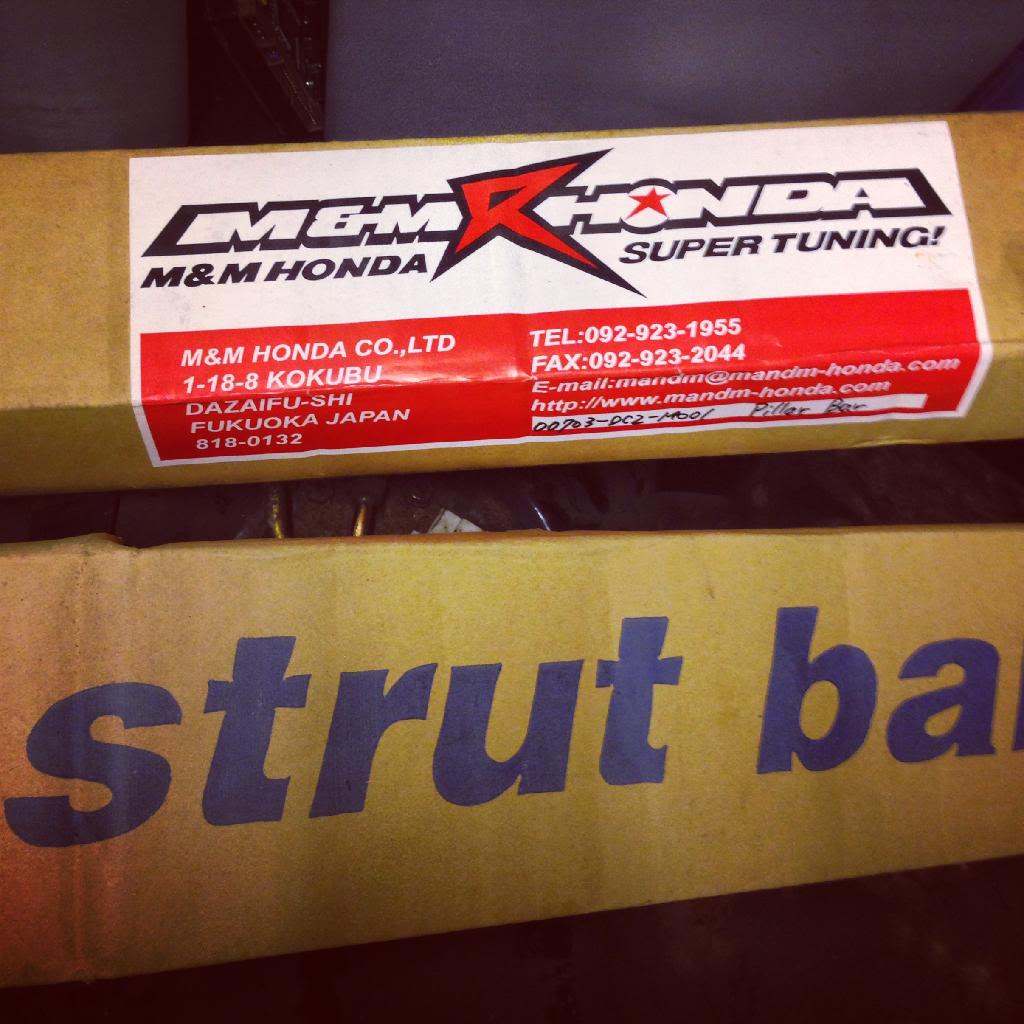 M&M R HONDA
M&M HONDA SUPER TUNING!
M&M HONDA CO.,LTD
1-18-8 KOKUBU
DAZAIFU-SHI
FUKUOKA JAPAN
818-0132
TEL:092-923-1955
FAX:092-923-2044
E-mail:mandm@mandm-honda.com
http://www.mandm-honda.com
00703-DC2-M001 Pillar Bar
strut ba